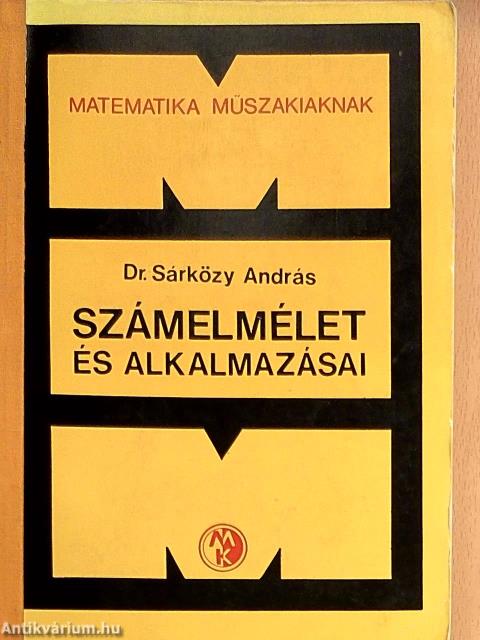 MATEMATIKA MŰSZAKIAKNAK
Dr. Sárközy András
SZÁMELMÉLET
ÉS ALKALMAZÁSAI
MK
Antikvárium.hu